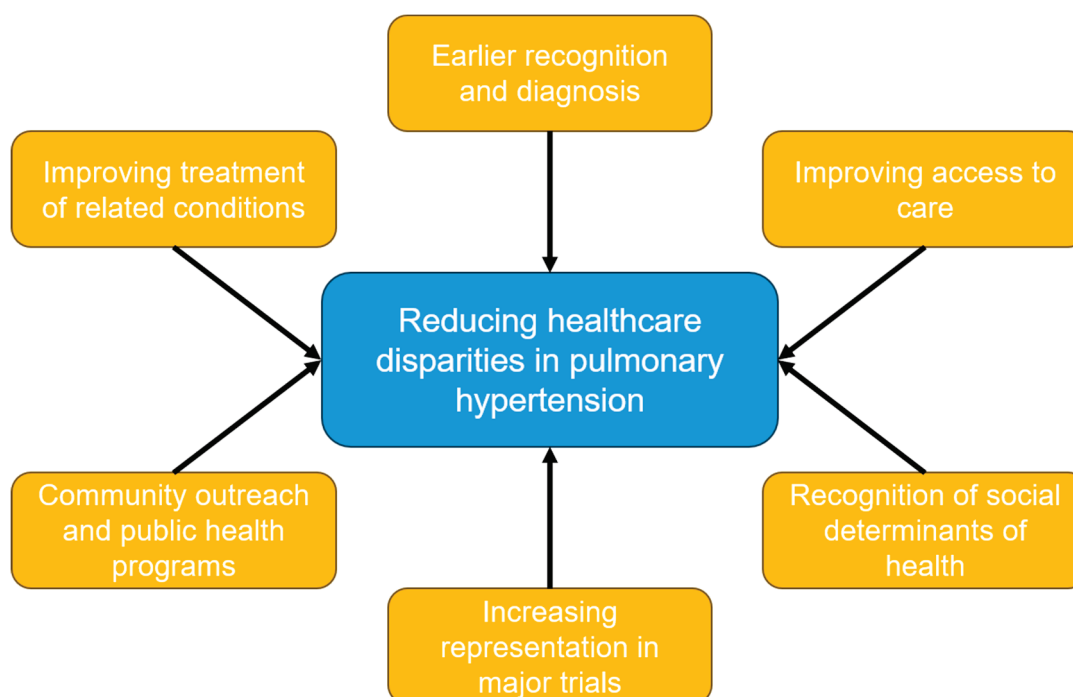 Earlier recognition
and diagnosis
Improving treatment
of related conditions
Improving access to
care
Reducing healthcare
disparities in pulmonary
hypertension
Community outreach
and public health
programs
Recognition of social
determinants of
health
Increasing
representation in
major trials